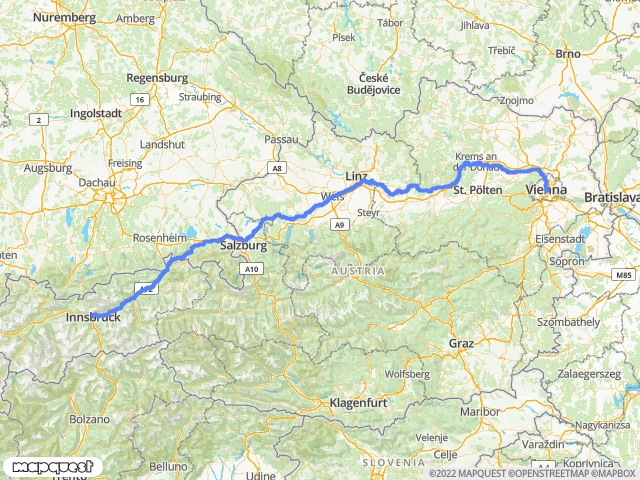 Nuremberg
Tábor
Písek
Třebíč
Brno
Regensburg
České
Budějovice
16
Straubing
Znojmo
Ingolstadt
2
Passau
Landshut
Krems an
der Donau
Augsburg
Freising
A8
Linz
Dachau
Wels
St. Pölten
Vienna
Bratislava
Steyr
A9
Rosenheim
Salzburg
Eisenstadt
Sopron
A10
AUSTRIA
M85
A12
Innsbruck
Szombathely
Graz
Wolfsberg
Zalaegerszeg
Klagenfurt
Bolzano
Maribor
Nagykanizsa
Velenje
Varaždin
Celje
Belluno
SLOVENIA
A4
Trento
Udine
mapquest
©2022 MAPQUEST ©OPENSTREETMAP ©MAPBOX